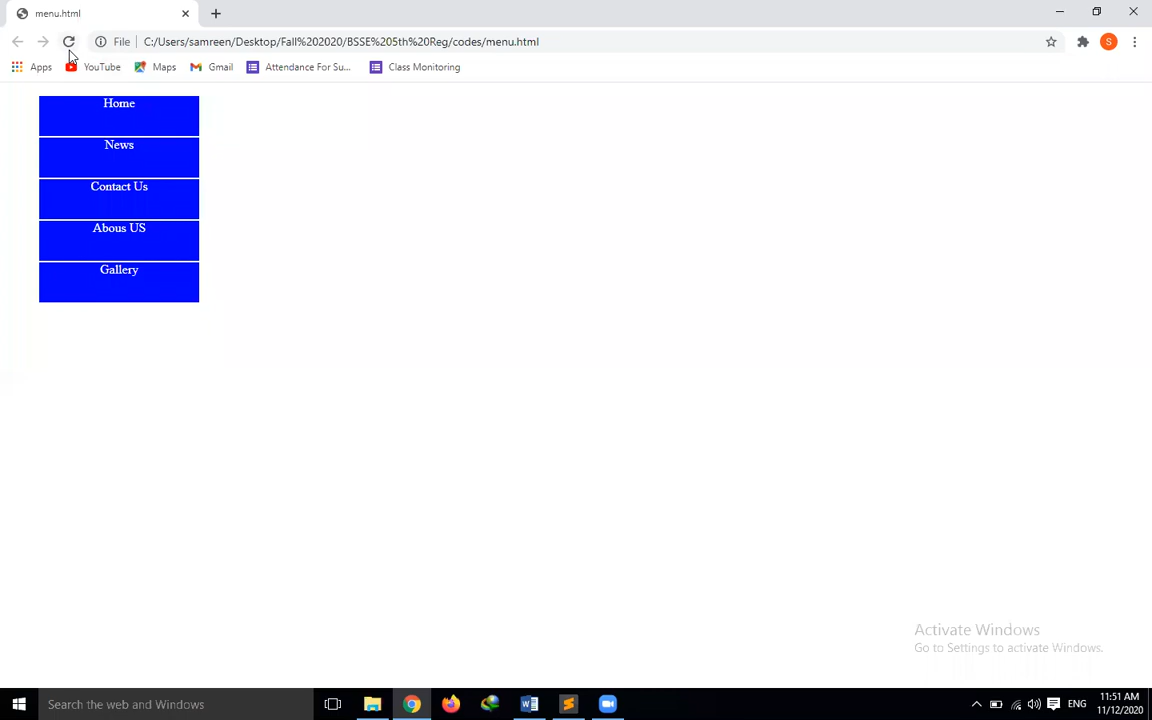 menu.html
File
C:/Users/samreen/Desktop/Fall%202020/BSSE%205th%20Reg/codes/menu.html
S
Apps
YouTube
Maps
Gmail
Attendance For Su...
Class Monitoring
Home
News
Contact Us
Abous US
Gallery
Activate Windows
Go to Settings to activate Windows.
Search the web and Windows
ENG
11:51 AM
11/12/2020